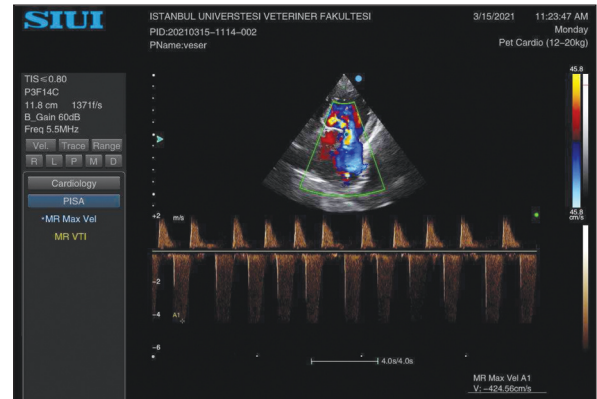 SIUI
ISTANBUL UNIVERSTESI VETERINER FAKULTESI
3/15/2021 11:23:47 AM
PID:20210315-1114-002
Monday
PName:veser
Pet Cardio (12-20kg)
TIS≤0.80
P3F14C
11.8 cm 1371f/s
B_Gain 60dB
Freq 5.5MHz
Vel. Trace Range
R L P M D
Cardiology
PISA
•MR Max Vel
MR VTI
45.8
45.8
cm/s
+2
m/s
-2
-4
A1
-6
4.0s/4.0s
MR Max Vel A1
V: -424.56cm/s